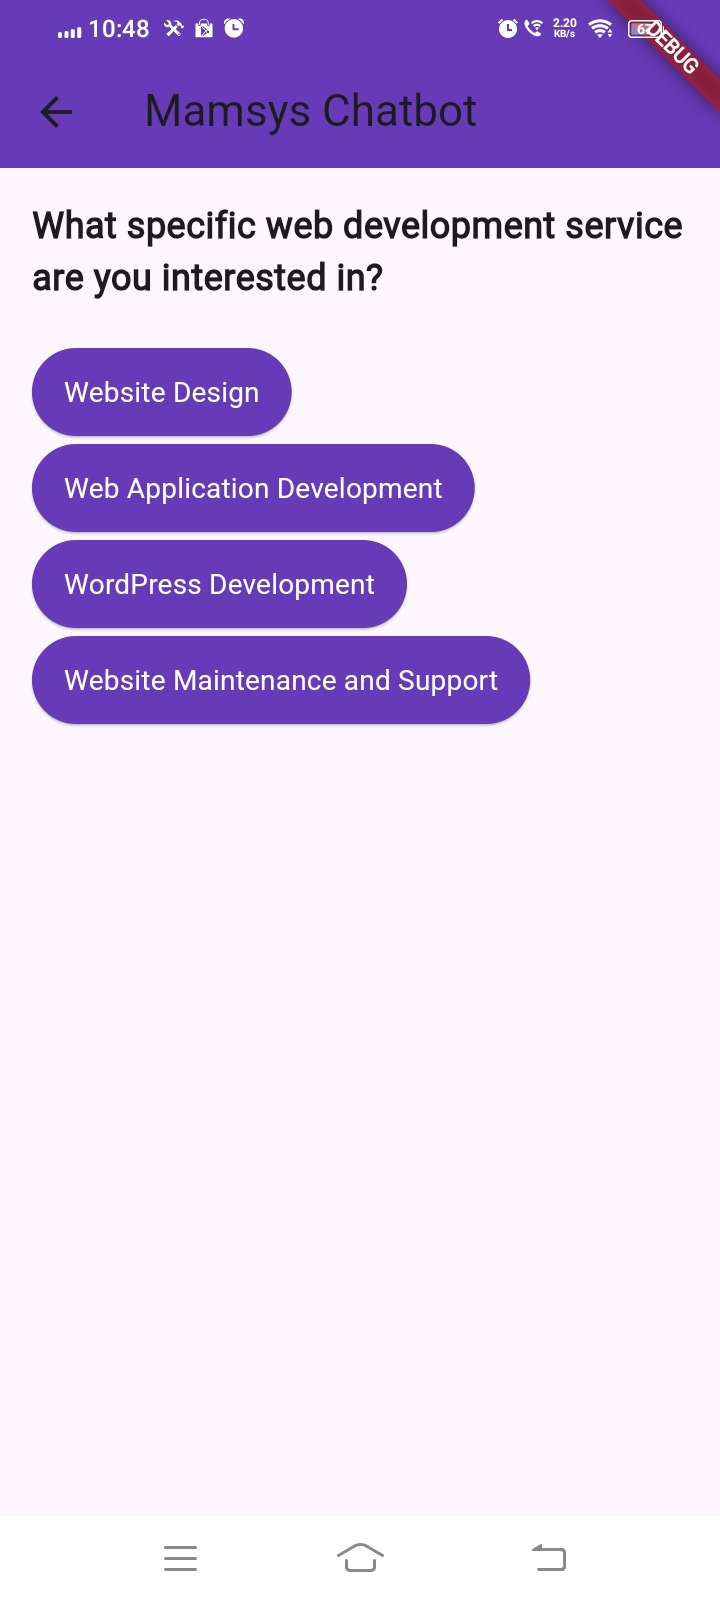 10:48
2.20
KB/s
DEBUG
Mamsys Chatbot
What specific web development service
are you interested in?
Website Design
Web Application Development
WordPress Development
Website Maintenance and Support